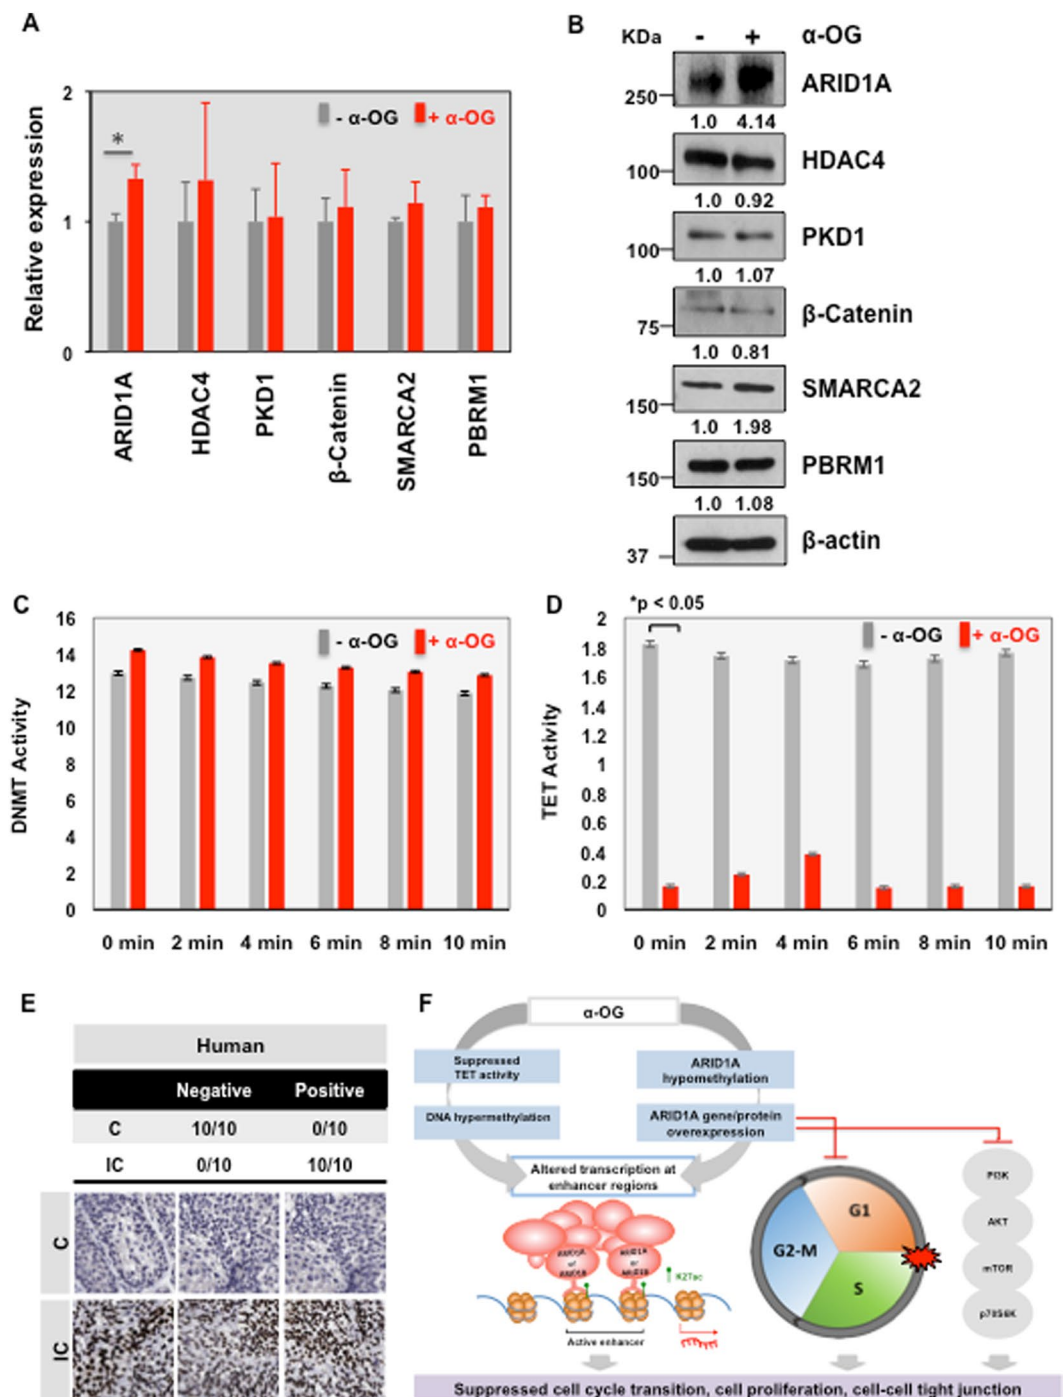 A
Relative expression
2
1
0
*
- α-OG
+ α-OG
ARID1A
HDAC4
PKD1
β-Catenin
SMARCA2
PBRM1
B
KDa
-
+
α-OG
250
ARID1A
1.0 4.14
100
HDAC4
1.0 0.92
100
PKD1
1.0 1.07
75
β-Catenin
1.0 0.81
150
SMARCA2
1.0 1.98
150
PBRM1
1.0 1.08
37
β-actin
C
DNMT Activity
16
14
12
10
8
6
4
2
0
- α-OG
+ α-OG
0 min
2 min
4 min
6 min
8 min
10 min
D
*p < 0.05
TET Activity
2
1.8
1.6
1.4
1.2
1
0.8
0.6
0.4
0.2
0
- α-OG
+ α-OG
0 min
2 min
4 min
6 min
8 min
10 min
E
Human
Negative Positive
C 10/10 0/10
IC 0/10 10/10
C
IC
F
α-OG
Suppressed
TET activity
DNA hypermethylation
ARID1A
hypomethylation
ARID1A gene/protein
overexpression
Altered transcription at
enhancer regions
ARID1A
or
K27ac
Active enhancer
G1
G2-M
S
PI3K
AKT
mTOR
p70S6K
Suppressed cell cycle transition, cell proliferation, cell-cell tight junction